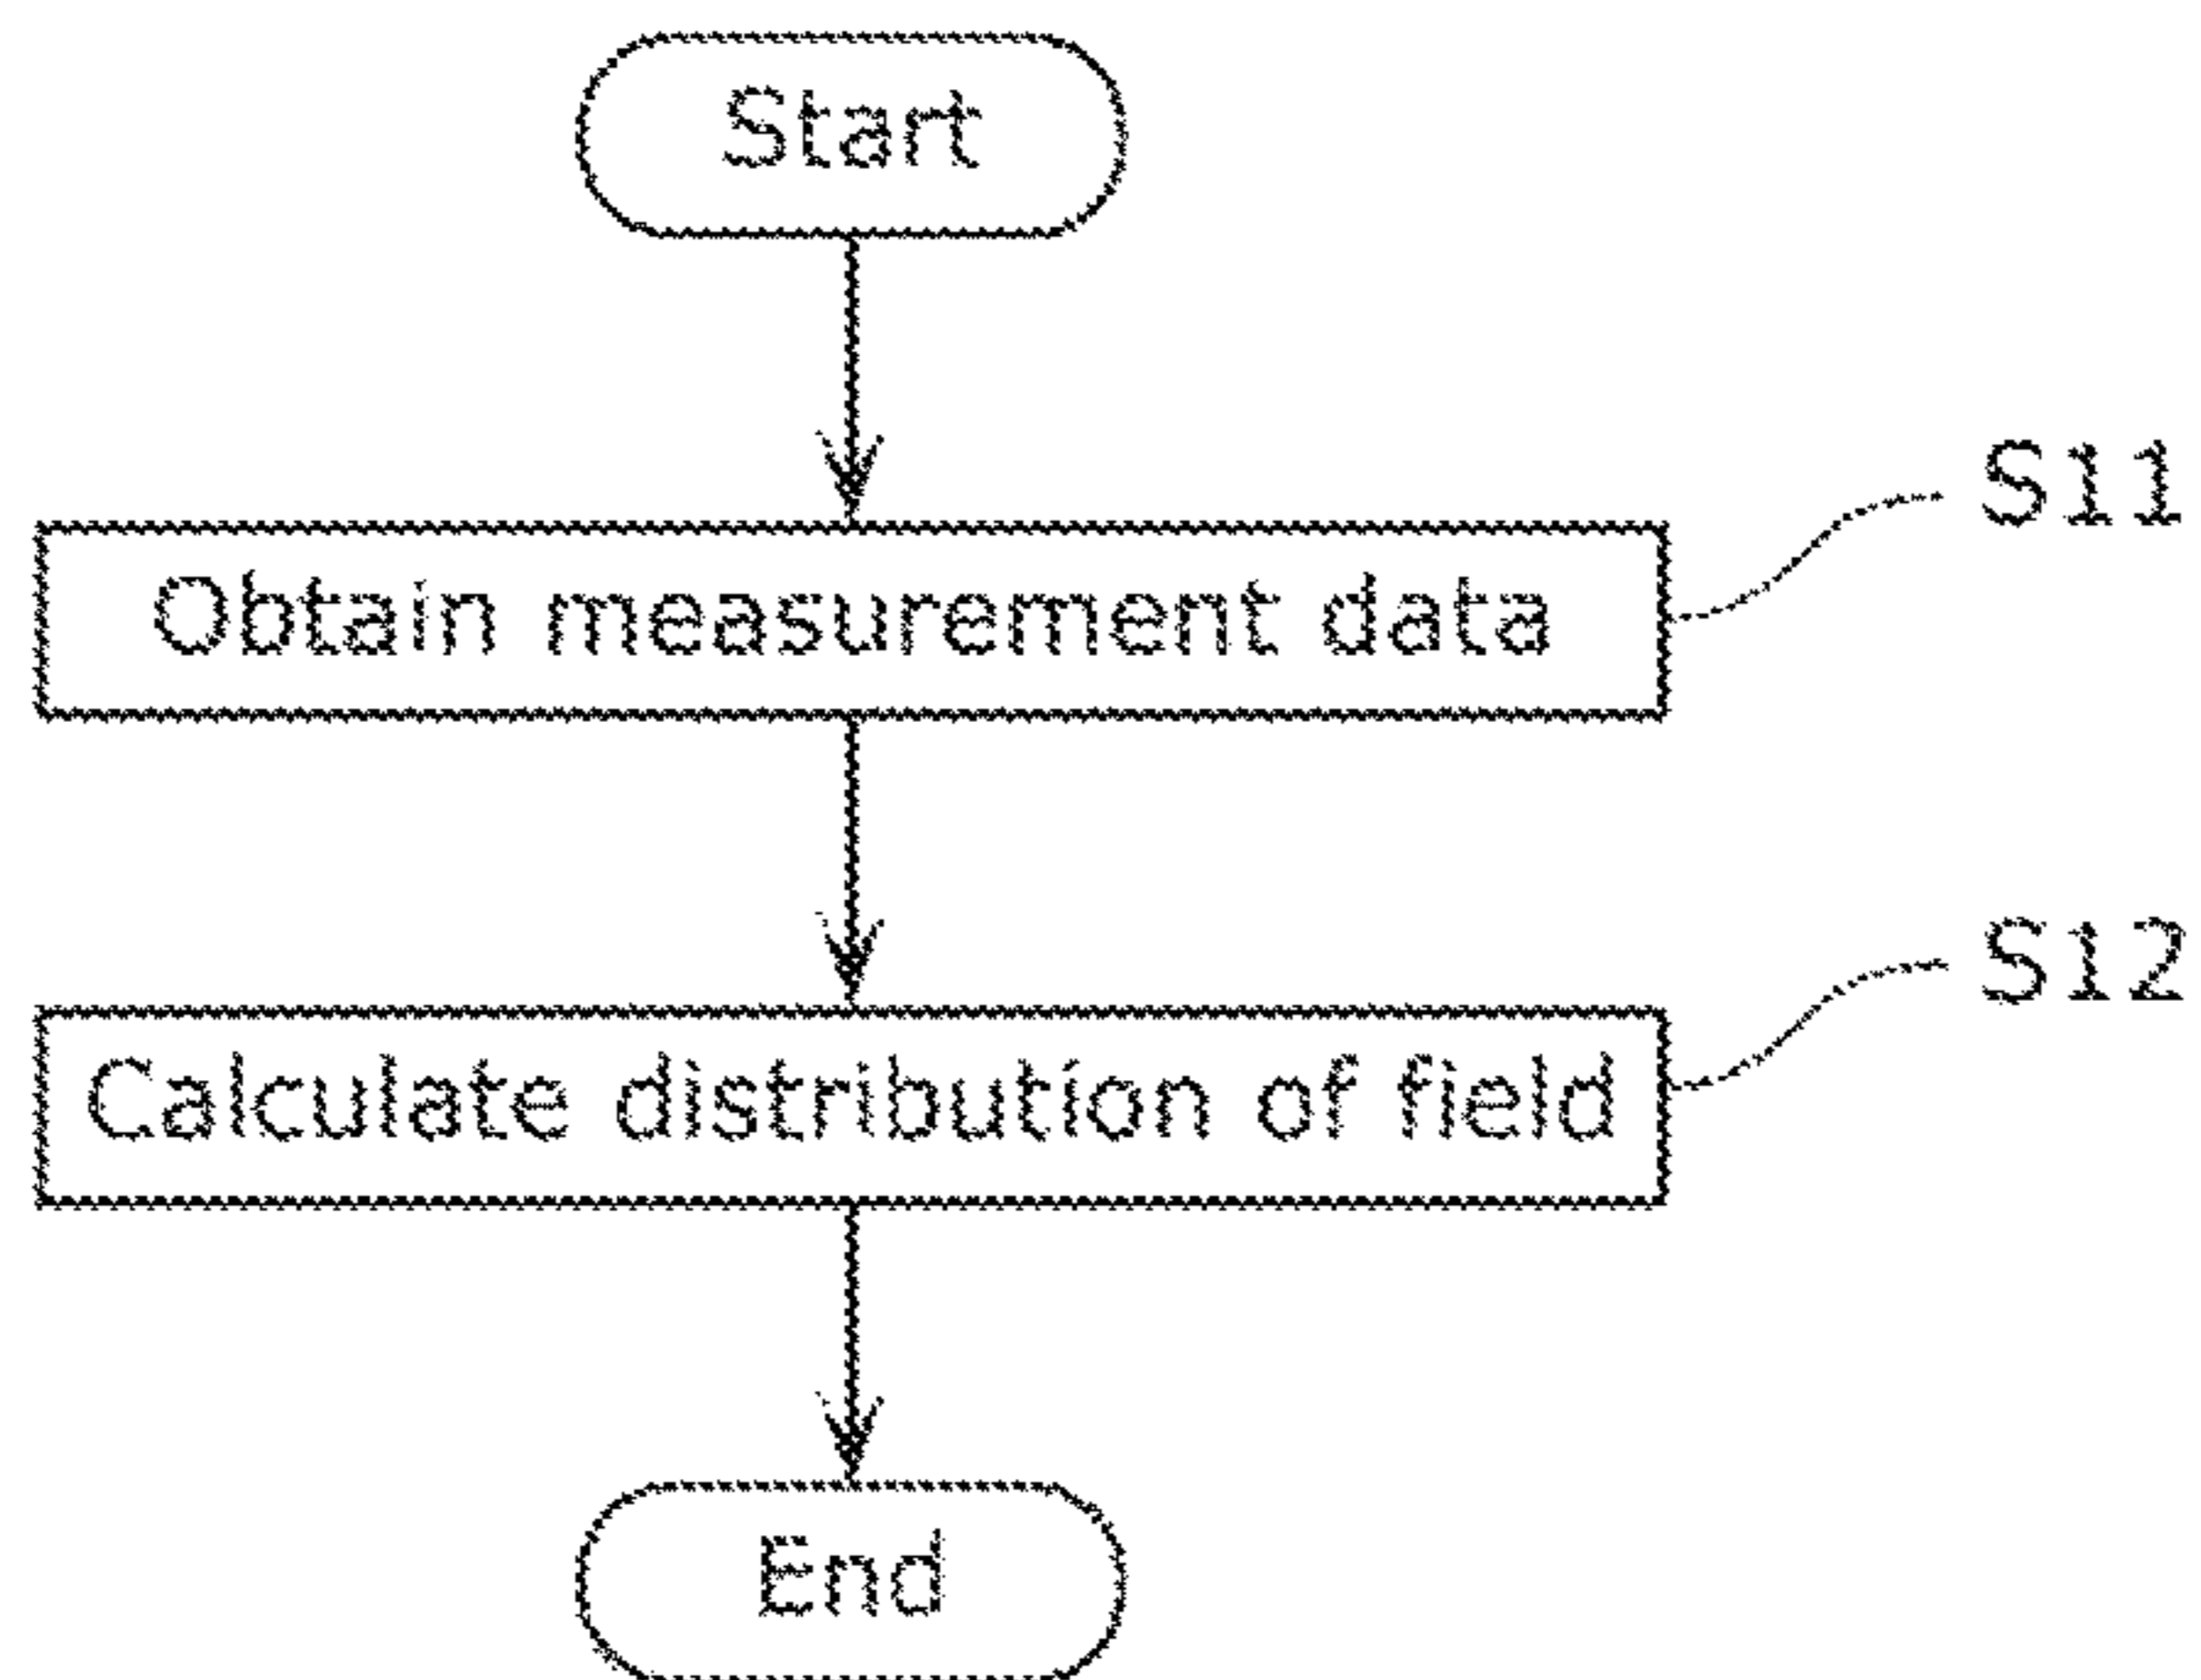 Start
S11
Obtain measurement data
S12
Calculate distribution of field
End